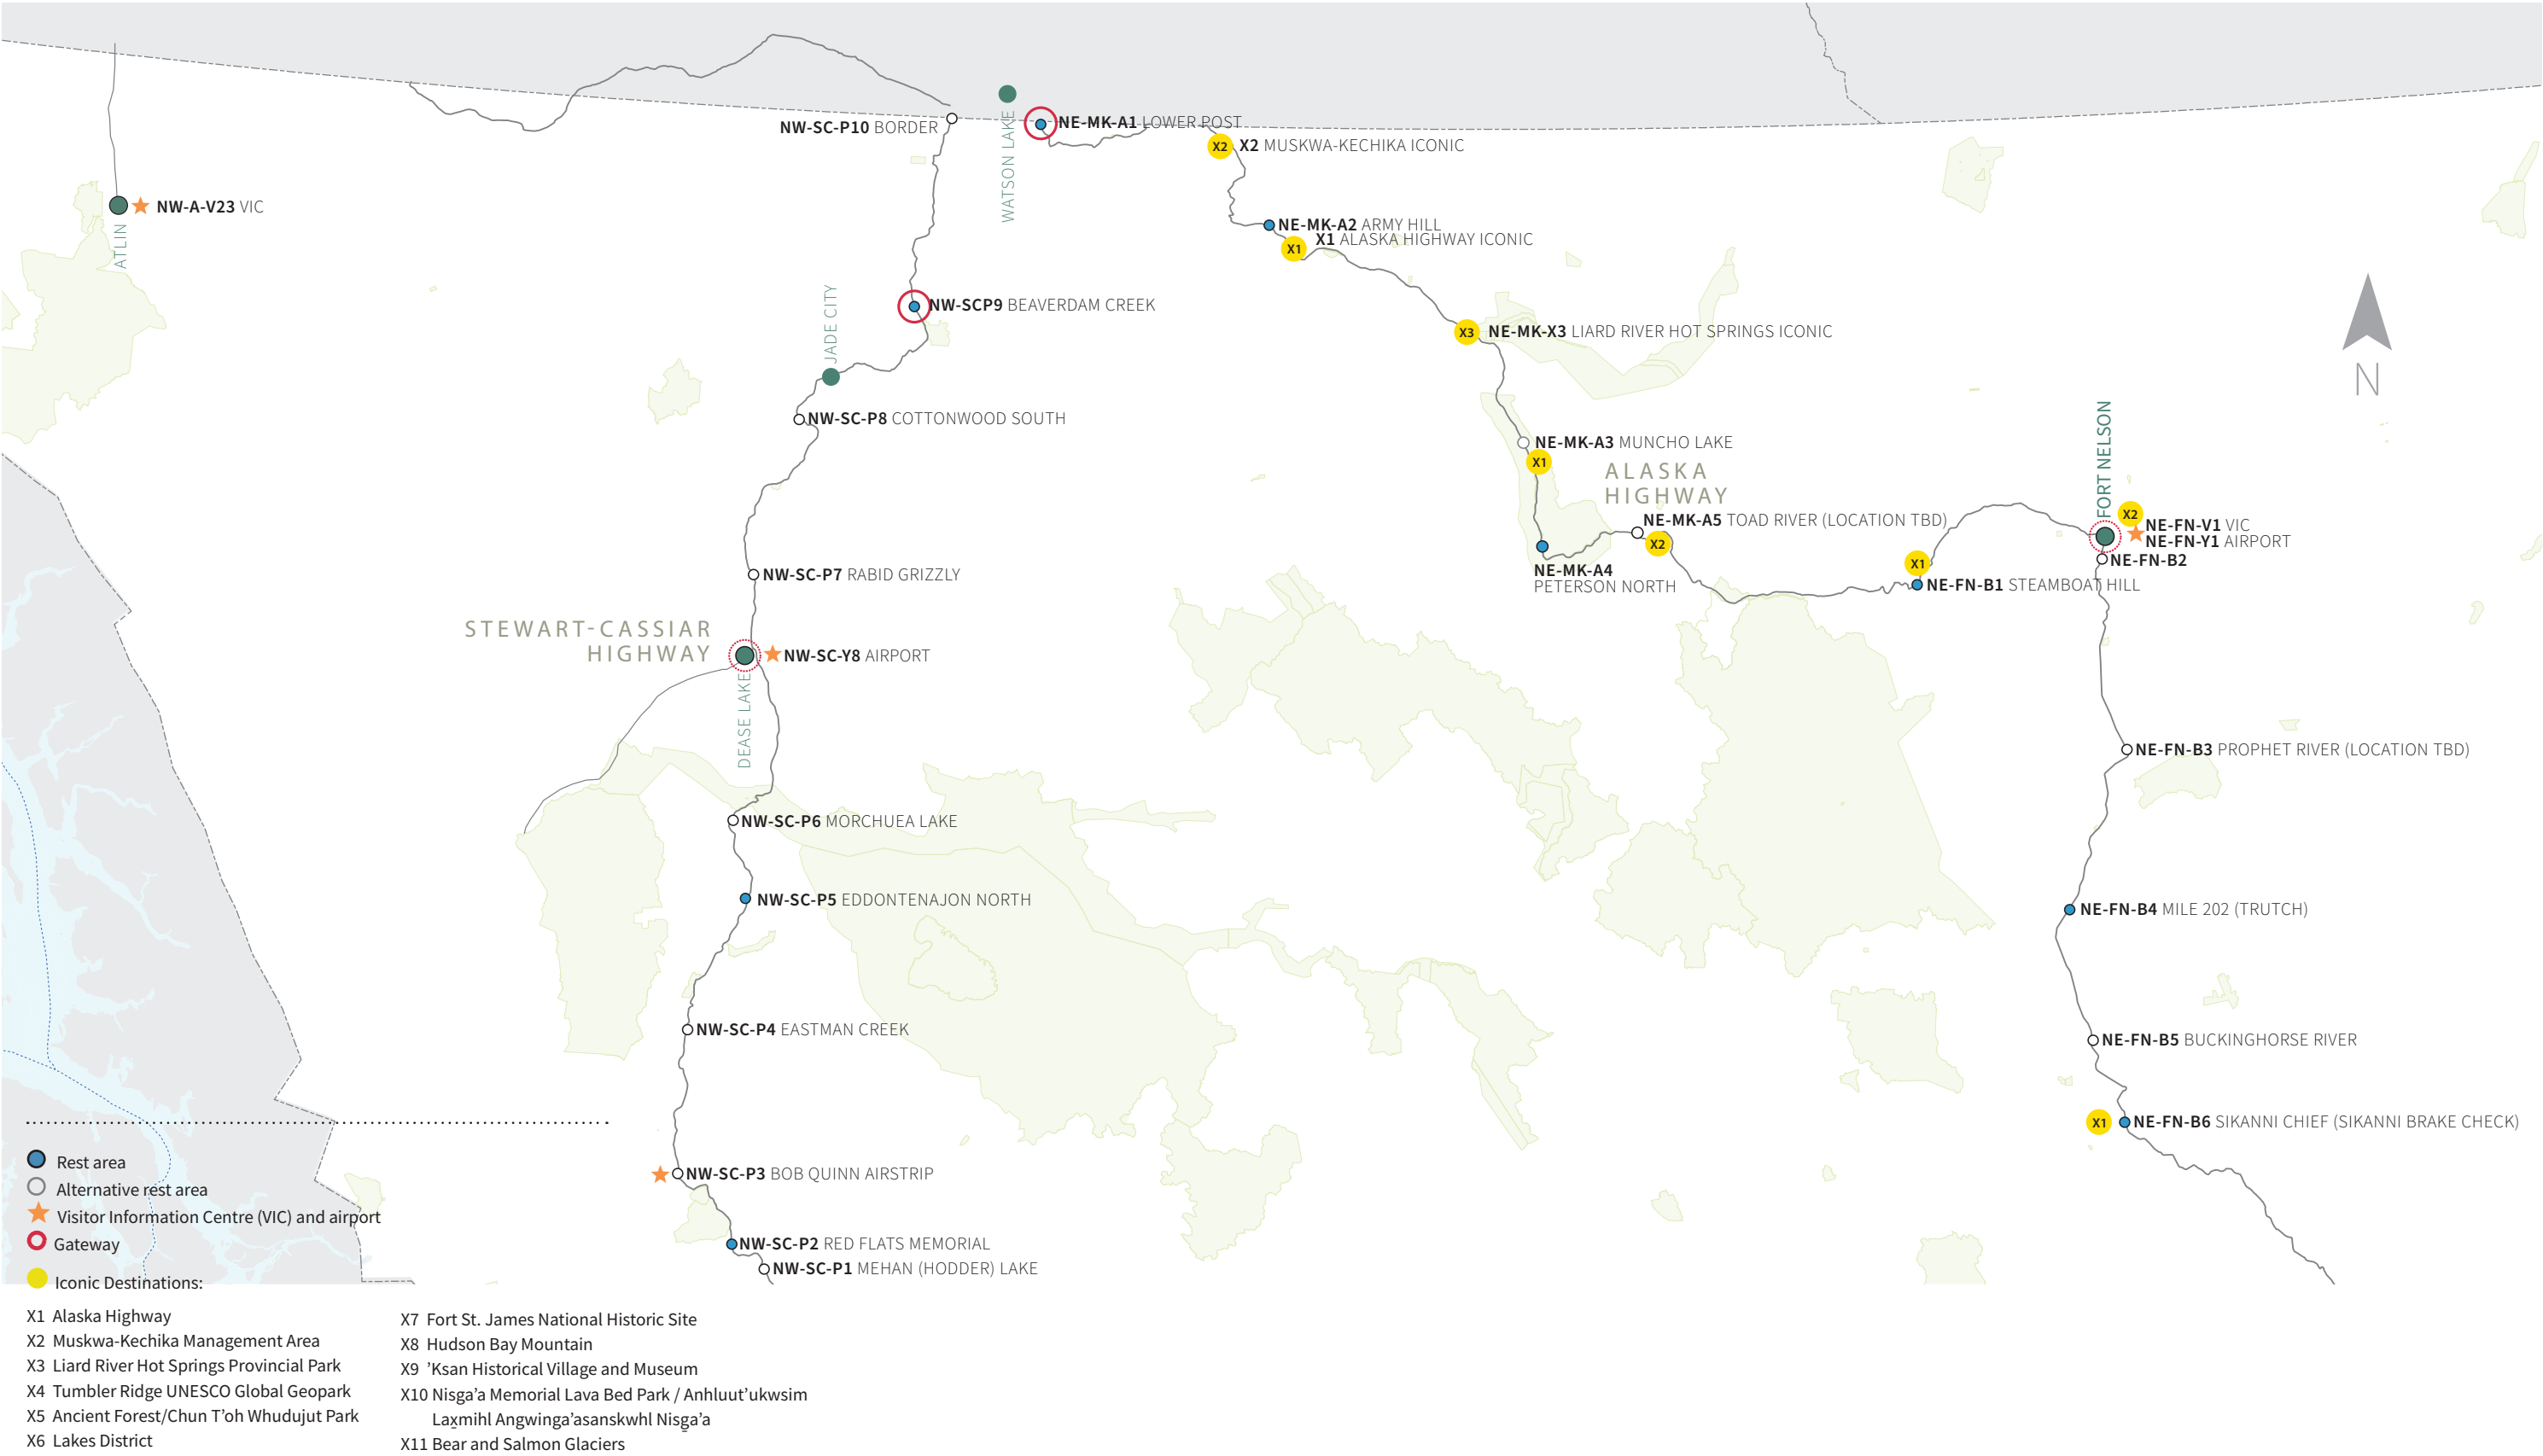 WATSON LAKE
NW-SC-P10 BORDER
NE-MK-A1 LOWER POST
X2 X2 MUSKWA-KECHIKA ICONIC
NW-A-V23 VIC
ATLIN
NE-MK-A2 ARMY HILL
X1 X1 ALASKA HIGHWAY ICONIC
NW-SCP9 BEAVERDAM CREEK
JADE CITY
X3 NE-MK-X3 LIARD RIVER HOT SPRINGS ICONIC
N
NW-SC-P8 COTTONWOOD SOUTH
NE-MK-A3 MUNCHO LAKE
X1
ALASKA
HIGHWAY
FORT NELSON
NE-MK-A5 TOAD RIVER (LOCATION TBD)
X2
X2
NE-FN-V1 VIC
NE-FN-Y1 AIRPORT
NE-FN-B2
X1
NE-MK-A4
PETERSON NORTH
NE-FN-B1 STEAMBOAT HILL
NW-SC-P7 RABID GRIZZLY
STEWART-CASSIAR
HIGHWAY
NW-SC-Y8 AIRPORT
DEASE LAKE
NE-FN-B3 PROPHET RIVER (LOCATION TBD)
NW-SC-P6 MORCHUEA LAKE
NW-SC-P5 EDDONTENAJON NORTH
NE-FN-B4 MILE 202 (TRUTCH)
NW-SC-P4 EASTMAN CREEK
NE-FN-B5 BUCKINGHORSE RIVER
X1 NE-FN-B6 SIKANNI CHIEF (SIKANNI BRAKE CHECK)
NW-SC-P3 BOB QUINN AIRSTRIP
NW-SC-P2 RED FLATS MEMORIAL
NW-SC-P1 MEHAN (HODDER) LAKE
Rest area
Alternative rest area
Visitor Information Centre (VIC) and airport
Gateway
Iconic Destinations:
X1 Alaska Highway
X2 Muskwa-Kechika Management Area
X3 Liard River Hot Springs Provincial Park
X4 Tumbler Ridge UNESCO Global Geopark
X5 Ancient Forest/Chun T’oh Whudujut Park
X6 Lakes District
X7 Fort St. James National Historic Site
X8 Hudson Bay Mountain
X9 ’Ksan Historical Village and Museum
X10 Nisga’a Memorial Lava Bed Park / Anhluut’ukwsim
Lax̱mihl Angwinga’asanskwhl Nisg̱a’a
X11 Bear and Salmon Glaciers